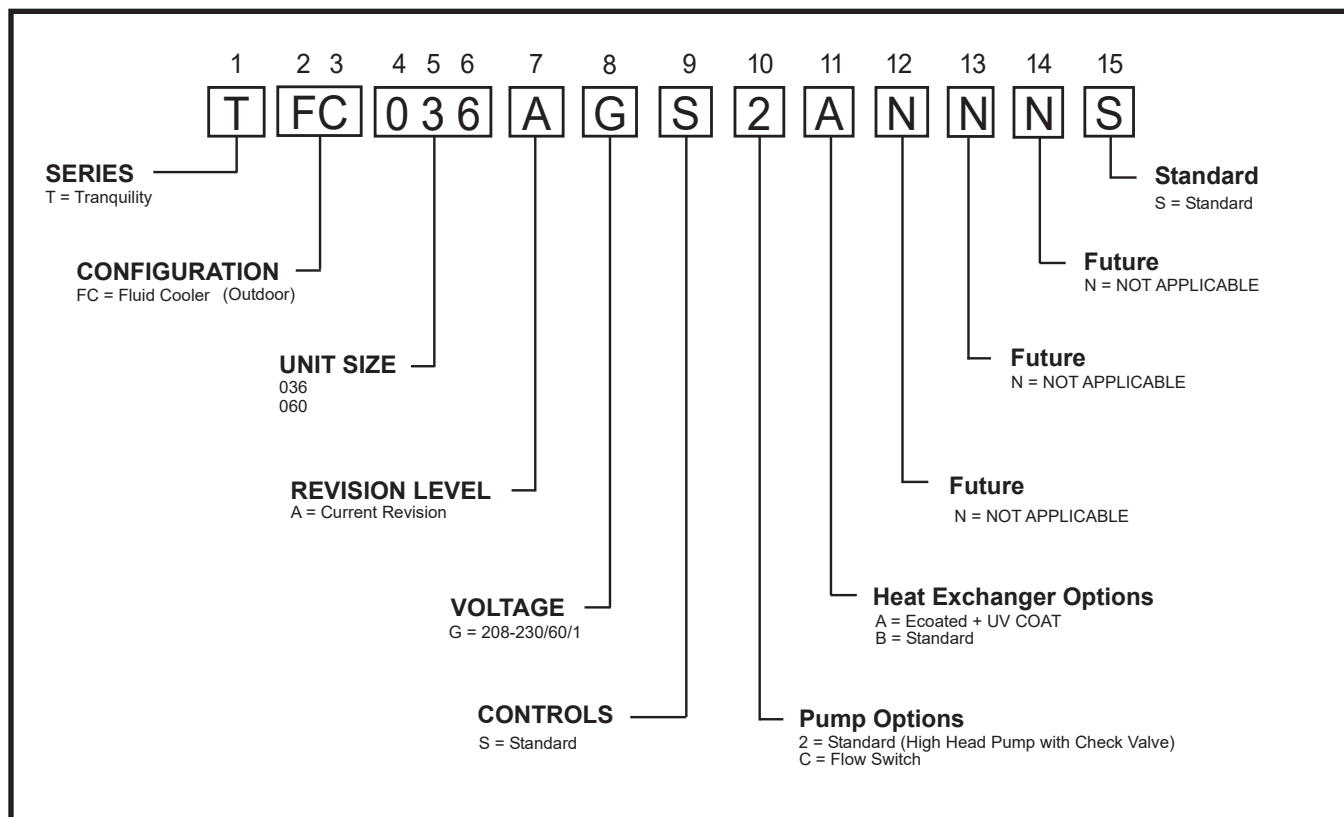 1 2 3 4 5 6 7 8 9 10 11 12 13 14 15
T FC 036 A G S 2 A N N N S
SERIES
T = Tranquility
Standard
S = Standard
CONFIGURATION
FC = Fluid Cooler (Outdoor)
Future
N = NOT APPLICABLE
UNIT SIZE
036
060
Future
N = NOT APPLICABLE
REVISION LEVEL
A = Current Revision
Future
N = NOT APPLICABLE
VOLTAGE
G = 208-230/60/1
Heat Exchanger Options
A = Ecoated + UV COAT
B = Standard
CONTROLS
S = Standard
Pump Options
2 = Standard (High Head Pump with Check Valve)
C = Flow Switch